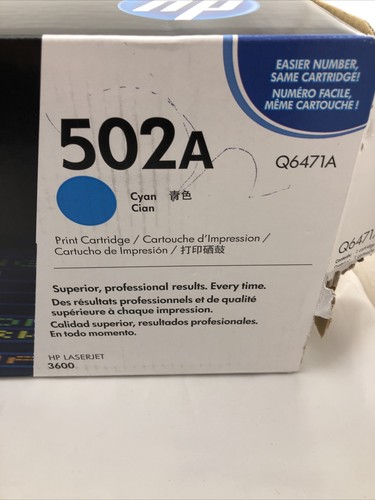 hp
EASIER NUMBER,
SAME CARTRIDGE!
NUMÉRO FACILE,
MÊME CARTOUCHE !
502A
Q6471A
Cyan 青色
Cian
Print Cartridge / Cartouche d'Impression /
Cartucho de Impresión / 打印硒鼓
Q6471A
Superior, professional results. Every time.
Des résultats professionnels et de qualité
supérieure à chaque impression.
Calidad superior, resultados profesionales.
En todo momento.
HP LASERJET
3600